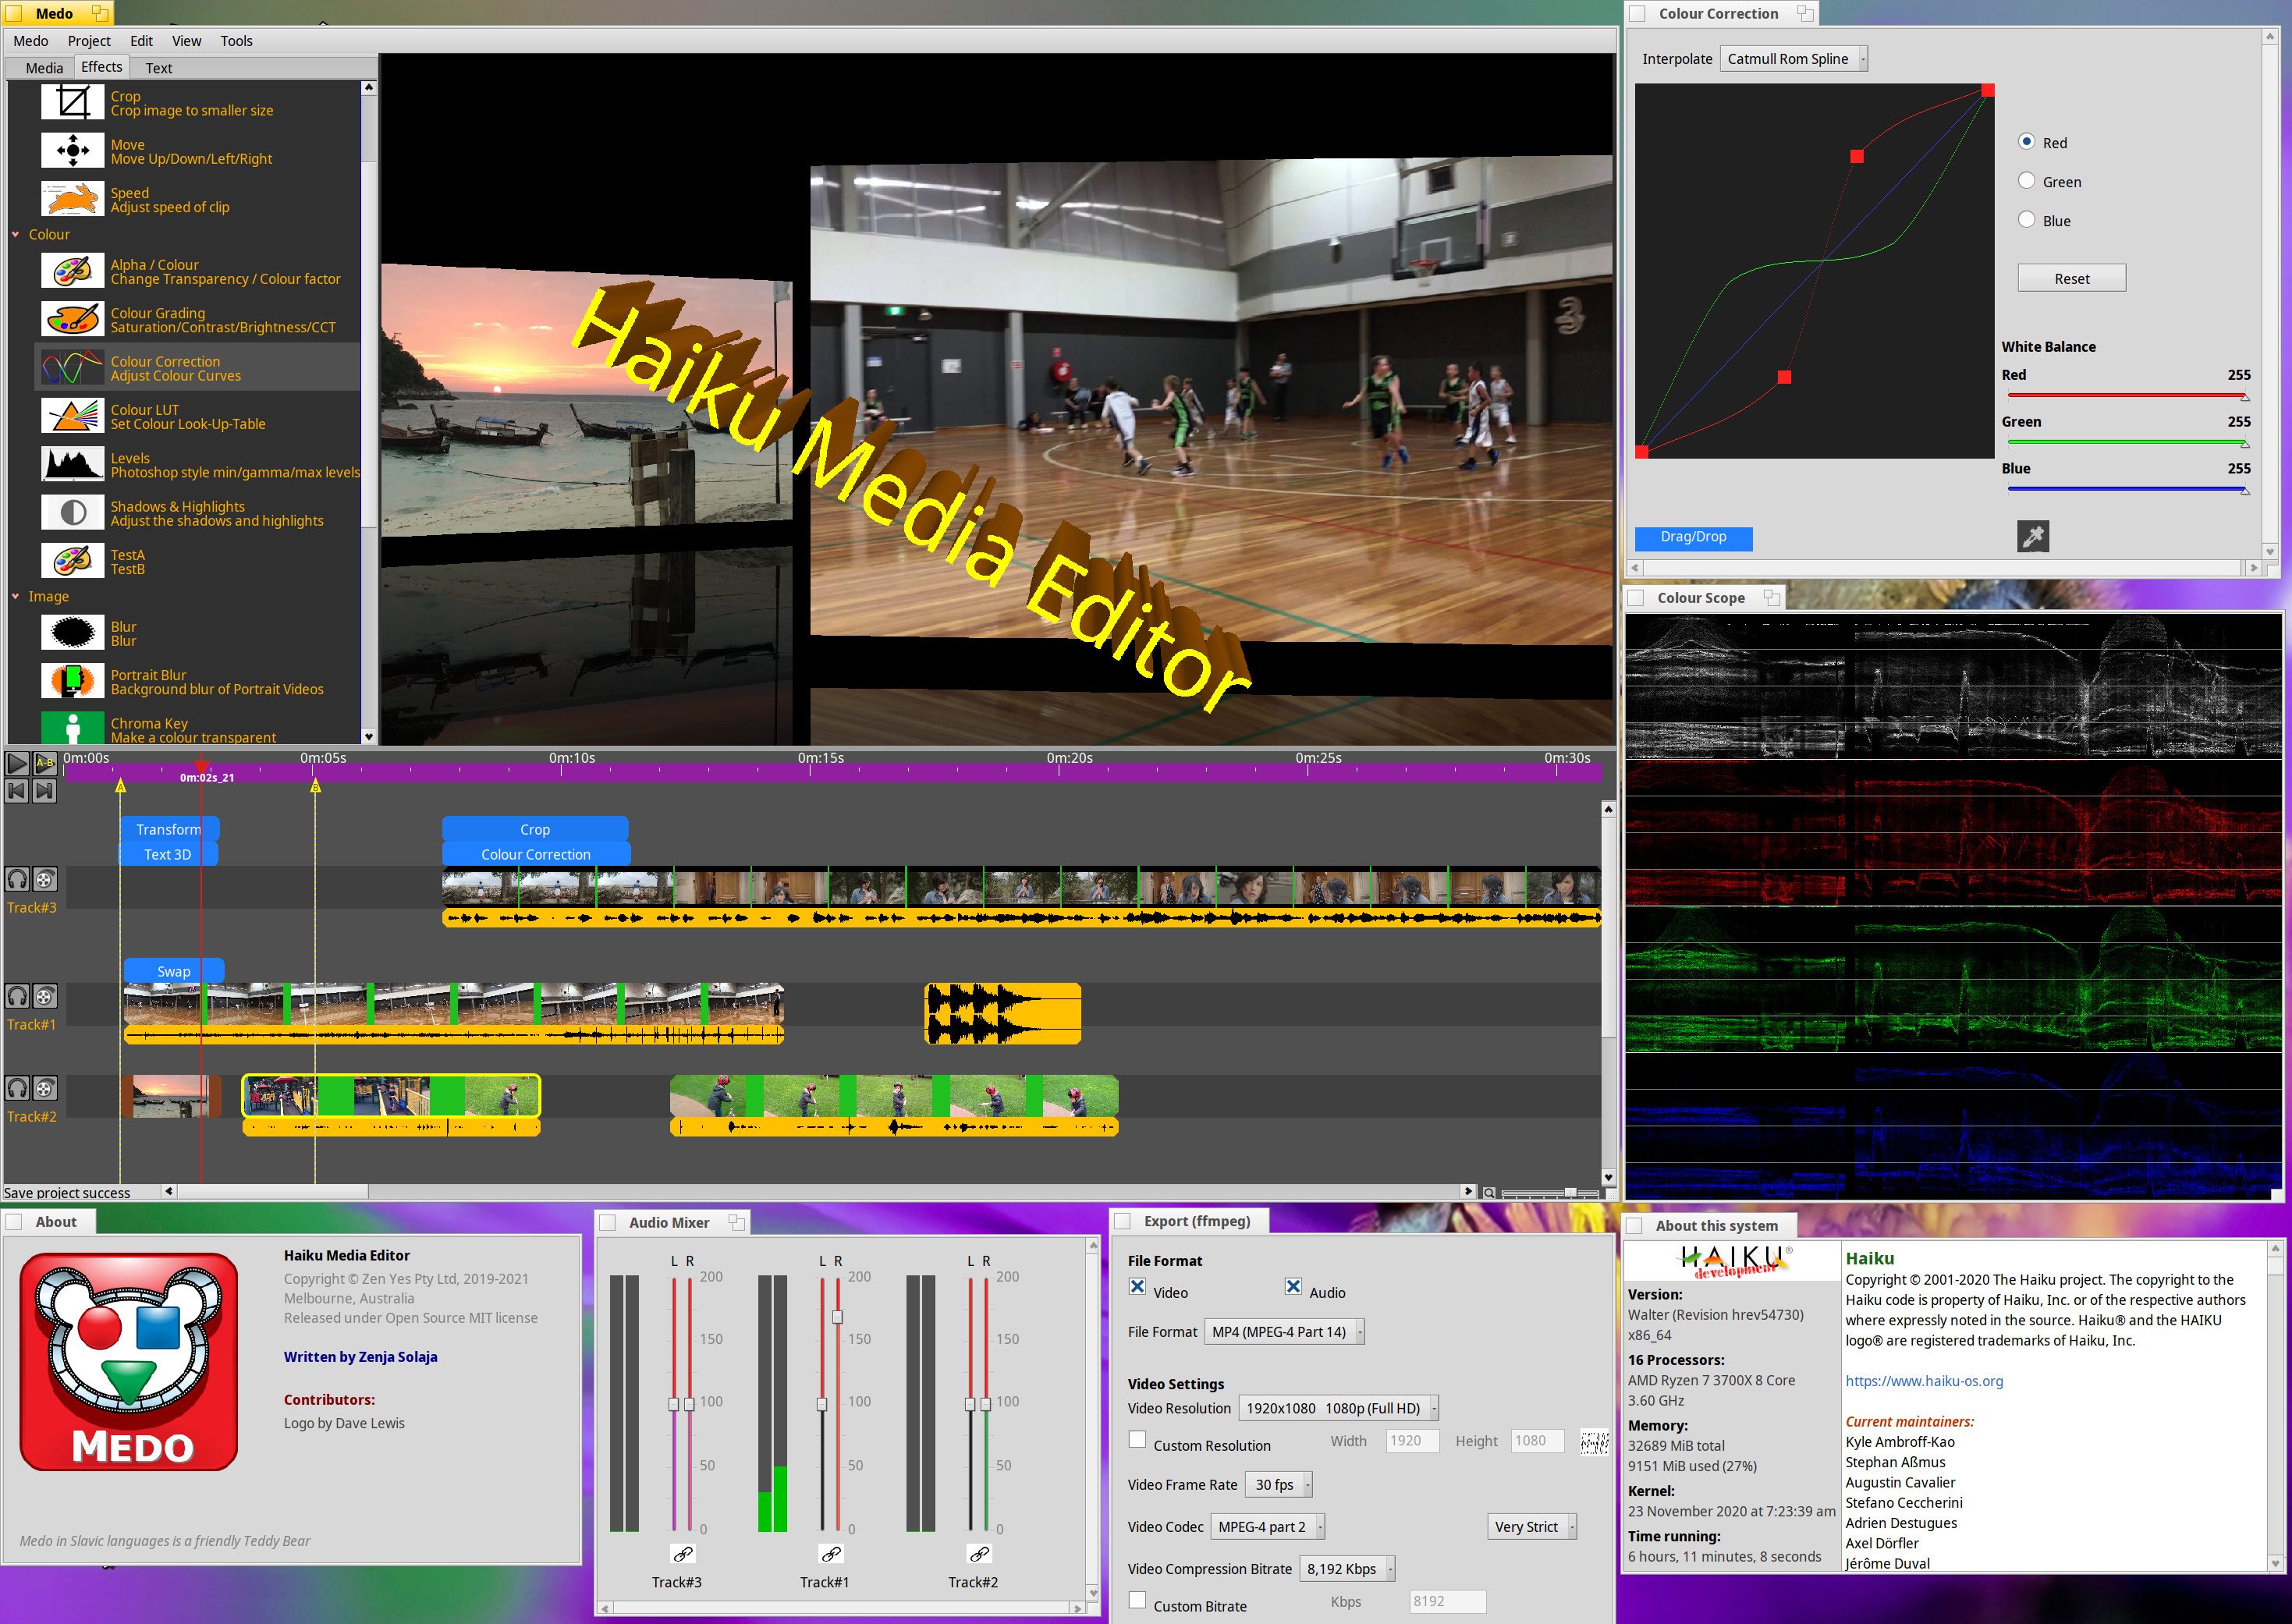 Medo
Medo Project Edit View Tools
Media Effects Text
Crop
Crop image to smaller size
Move
Move Up/Down/Left/Right
Speed
Adjust speed of clip
Colour
Alpha / Colour
Change Transparency / Colour factor
Colour Grading
Saturation/Contrast/Brightness/CCT
Colour Correction
Adjust Colour Curves
Colour LUT
Set Colour Look-Up-Table
Levels
Photoshop style min/gamma/max levels
Shadows & Highlights
Adjust the shadows and highlights
TestA
TestB
Image
Blur
Blur
Portrait Blur
Background blur of Portrait Videos
Chroma Key
Make a colour transparent
Haiku Media Editor
3
Colour Correction
Interpolate Catmull Rom Spline
Red
Green
Blue
Reset
White Balance
Red 255
Green 255
Blue 255
Drag/Drop
Colour Scope
A-B
0m:00s 0m:05s 0m:10s 0m:15s 0m:20s 0m:25s 0m:30s
0m:02s_21
A B
Transform Crop
Text 3D Colour Correction
Track#3
Swap
Track#1
Track#2
Save project success
About
MEDO
Haiku Media Editor
Copyright © Zen Yes Pty Ltd, 2019-2021
Melbourne, Australia
Released under Open Source MIT license
Written by Zenja Solaja
Contributors:
Logo by Dave Lewis
Medo in Slavic languages is a friendly Teddy Bear
Audio Mixer
L R L R L R
200 200 200
150 150 150
100 100 100
50 50 50
0 0 0
Track#3 Track#1 Track#2
Export (ffmpeg)
File Format
Video Audio
File Format MP4 (MPEG-4 Part 14)
Video Settings
Video Resolution 1920x1080 1080p (Full HD)
Custom Resolution Width 1920 Height 1080
Video Frame Rate 30 fps
Video Codec MPEG-4 part 2 Very Strict
Video Compression Bitrate 8,192 Kbps
Custom Bitrate Kbps 8192
About this system
HAIKU®
development
Version:
Walter (Revision hrev54730)
x86_64
16 Processors:
AMD Ryzen 7 3700X 8 Core
3.60 GHz
Memory:
32689 MiB total
9151 MiB used (27%)
Kernel:
23 November 2020 at 7:23:39 am
Time running:
6 hours, 11 minutes, 8 seconds
Haiku
Copyright © 2001-2020 The Haiku project. The copyright to the
Haiku code is property of Haiku, Inc. or of the respective authors
where expressly noted in the source. Haiku® and the HAIKU
logo® are registered trademarks of Haiku, Inc.
https://www.haiku-os.org
Current maintainers:
Kyle Ambroff-Kao
Stephan Aßmus
Augustin Cavalier
Stefano Ceccherini
Adrien Destugues
Axel Dörfler
Jérôme Duval